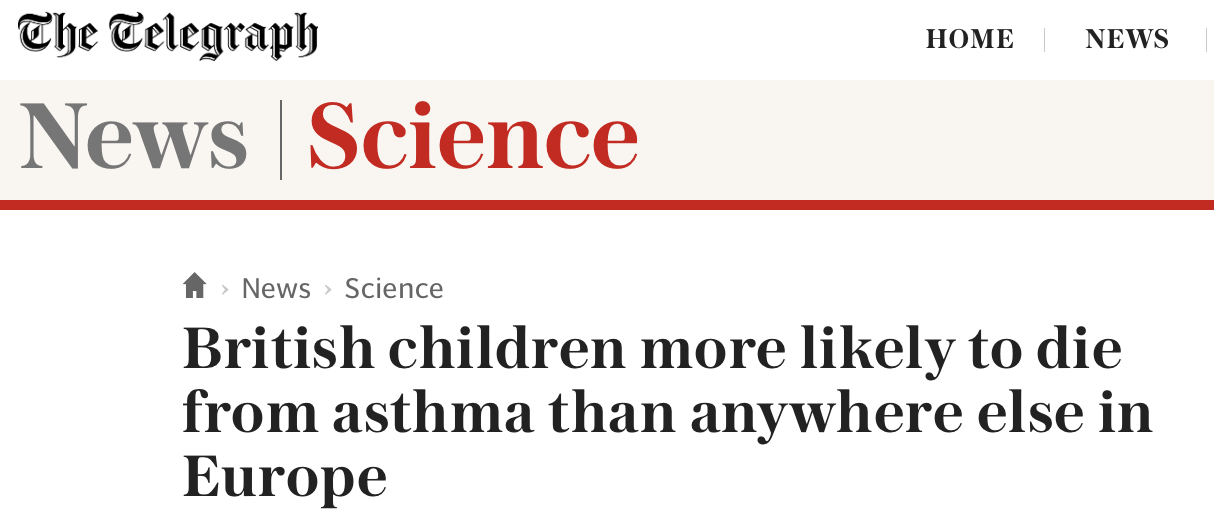 The Telegraph
HOME | NEWS |
News | Science
› News › Science
British children more likely to die
from asthma than anywhere else in
Europe